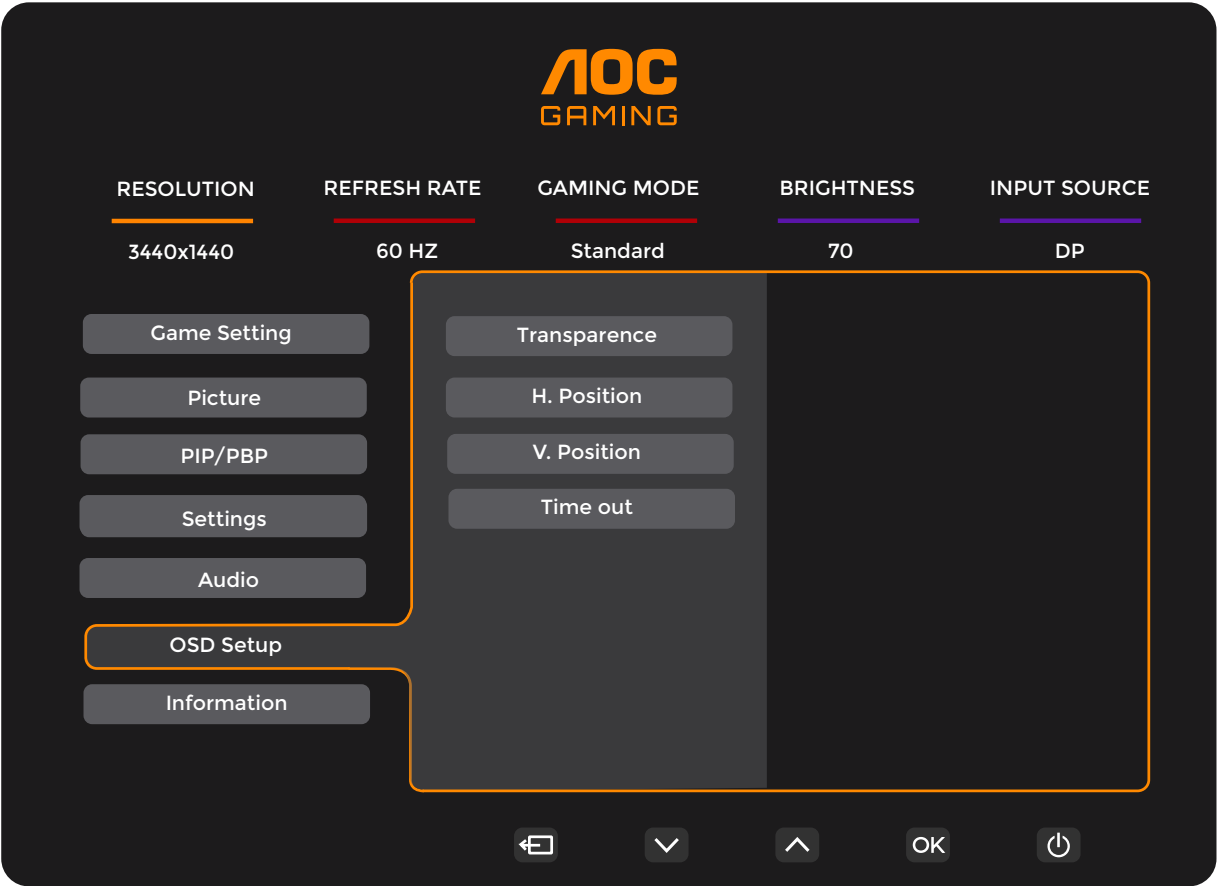 AOC
GAMING
RESOLUTION REFRESH RATE GAMING MODE BRIGHTNESS INPUT SOURCE
3440x1440 60 HZ Standard 70 DP
Game Setting Transparence
Picture H. Position
PIP/PBP V. Position
Settings Time out
Audio
OSD Setup
Information
OK